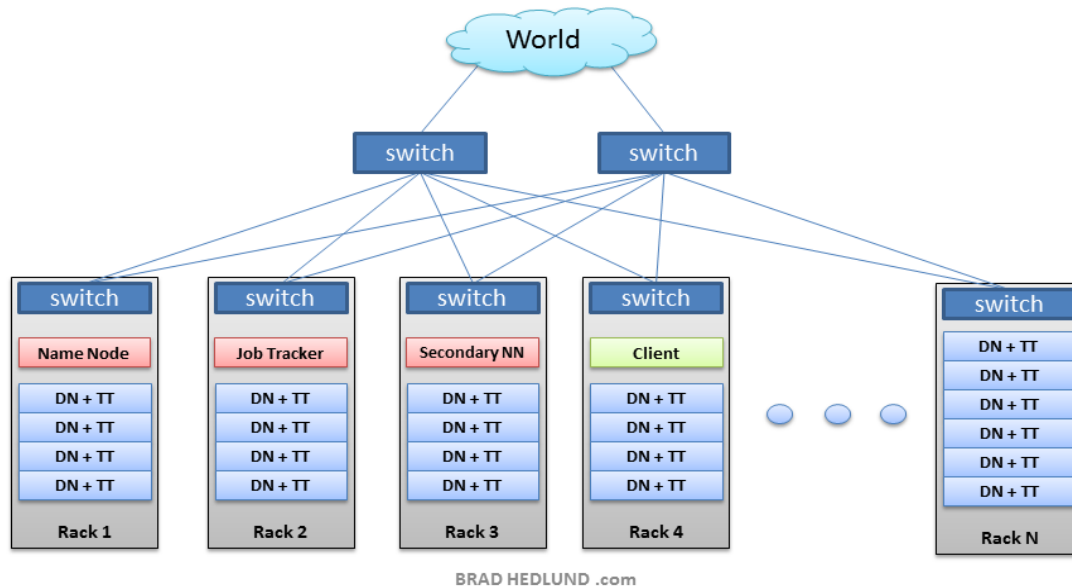 World
switch switch
switch switch switch switch switch
Name Node Job Tracker Secondary NN Client DN + TT
DN + TT
DN + TT DN + TT DN + TT DN + TT DN + TT
DN + TT DN + TT DN + TT DN + TT DN + TT
DN + TT DN + TT DN + TT DN + TT DN + TT
DN + TT DN + TT DN + TT DN + TT DN + TT
Rack 1 Rack 2 Rack 3 Rack 4 Rack N
BRAD HEDLUND .com